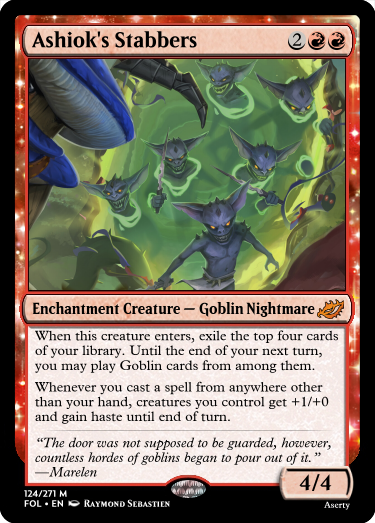 Ashiok's Stabbers 2
Enchantment Creature — Goblin Nightmare
When this creature enters, exile the top four cards
of your library. Until the end of your next turn,
you may play Goblin cards from among them.
Whenever you cast a spell from anywhere other
than your hand, creatures you control get +1/+0
and gain haste until end of turn.
“The door was not supposed to be guarded, however,
countless hordes of goblins began to pour out of it.”
—Marelen
4/4
124/271 M
FOL • EN Raymond Sebastien
Aserty